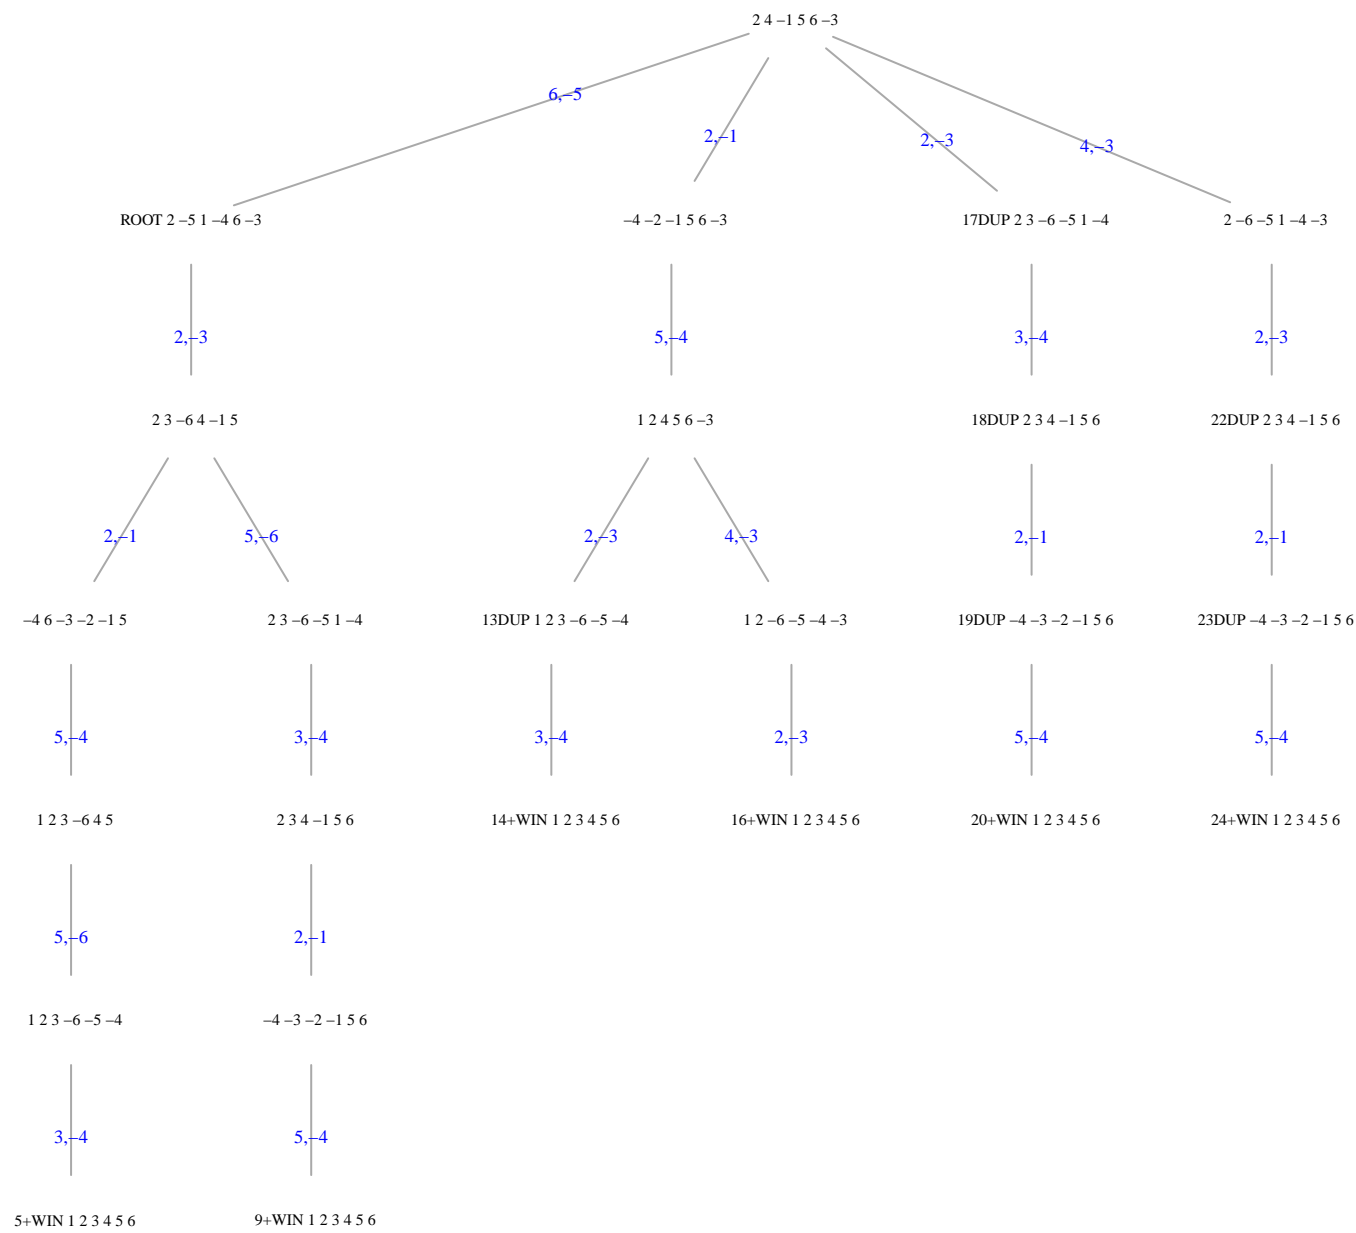 2 4 −1 5 6 −3
6,−5
2,−1
2,−3
4,−3
ROOT 2 −5 1 −4 6 −3
−4 −2 −1 5 6 −3
17DUP 2 3 −6 −5 1 −4
2 −6 −5 1 −4 −3
2,−3
5,−4
3,−4
2,−3
2 3 −6 4 −1 5
1 2 4 5 6 −3
18DUP 2 3 4 −1 5 6
22DUP 2 3 4 −1 5 6
2,−1
5,−6
2,−3
4,−3
2,−1
2,−1
−4 6 −3 −2 −1 5
2 3 −6 −5 1 −4
13DUP 1 2 3 −6 −5 −4
1 2 −6 −5 −4 −3
19DUP −4 −3 −2 −1 5 6
23DUP −4 −3 −2 −1 5 6
5,−4
3,−4
3,−4
2,−3
5,−4
5,−4
1 2 3 −6 4 5
2 3 4 −1 5 6
14+WIN 1 2 3 4 5 6
16+WIN 1 2 3 4 5 6
20+WIN 1 2 3 4 5 6
24+WIN 1 2 3 4 5 6
5,−6
2,−1
1 2 3 −6 −5 −4
−4 −3 −2 −1 5 6
3,−4
5,−4
5+WIN 1 2 3 4 5 6
9+WIN 1 2 3 4 5 6